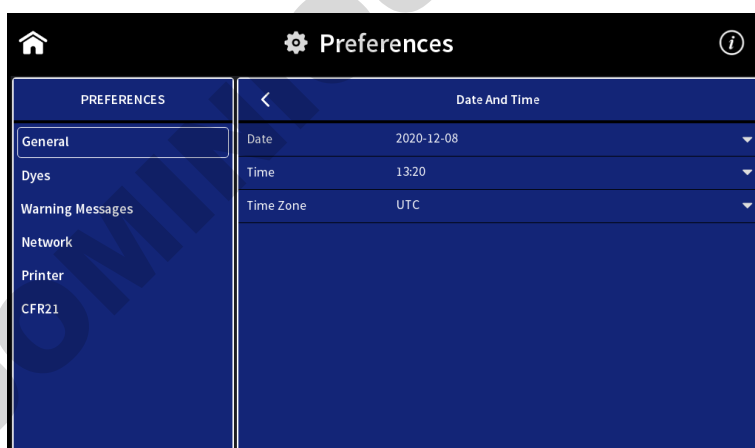 Preferences
PREFERENCES
General
Dyes
Warning Messages
Network
Printer
CFR21
Date And Time
Date 2020-12-08
Time 13:20
Time Zone UTC